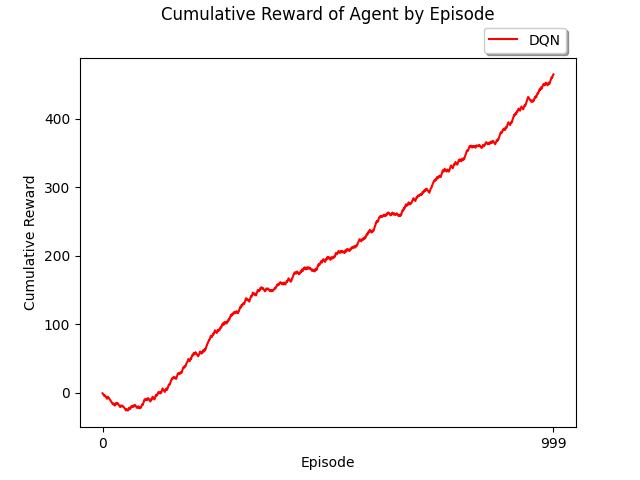 Cumulative Reward of Agent by Episode
DQN
Cumulative Reward
400
300
200
100
0
0
999
Episode